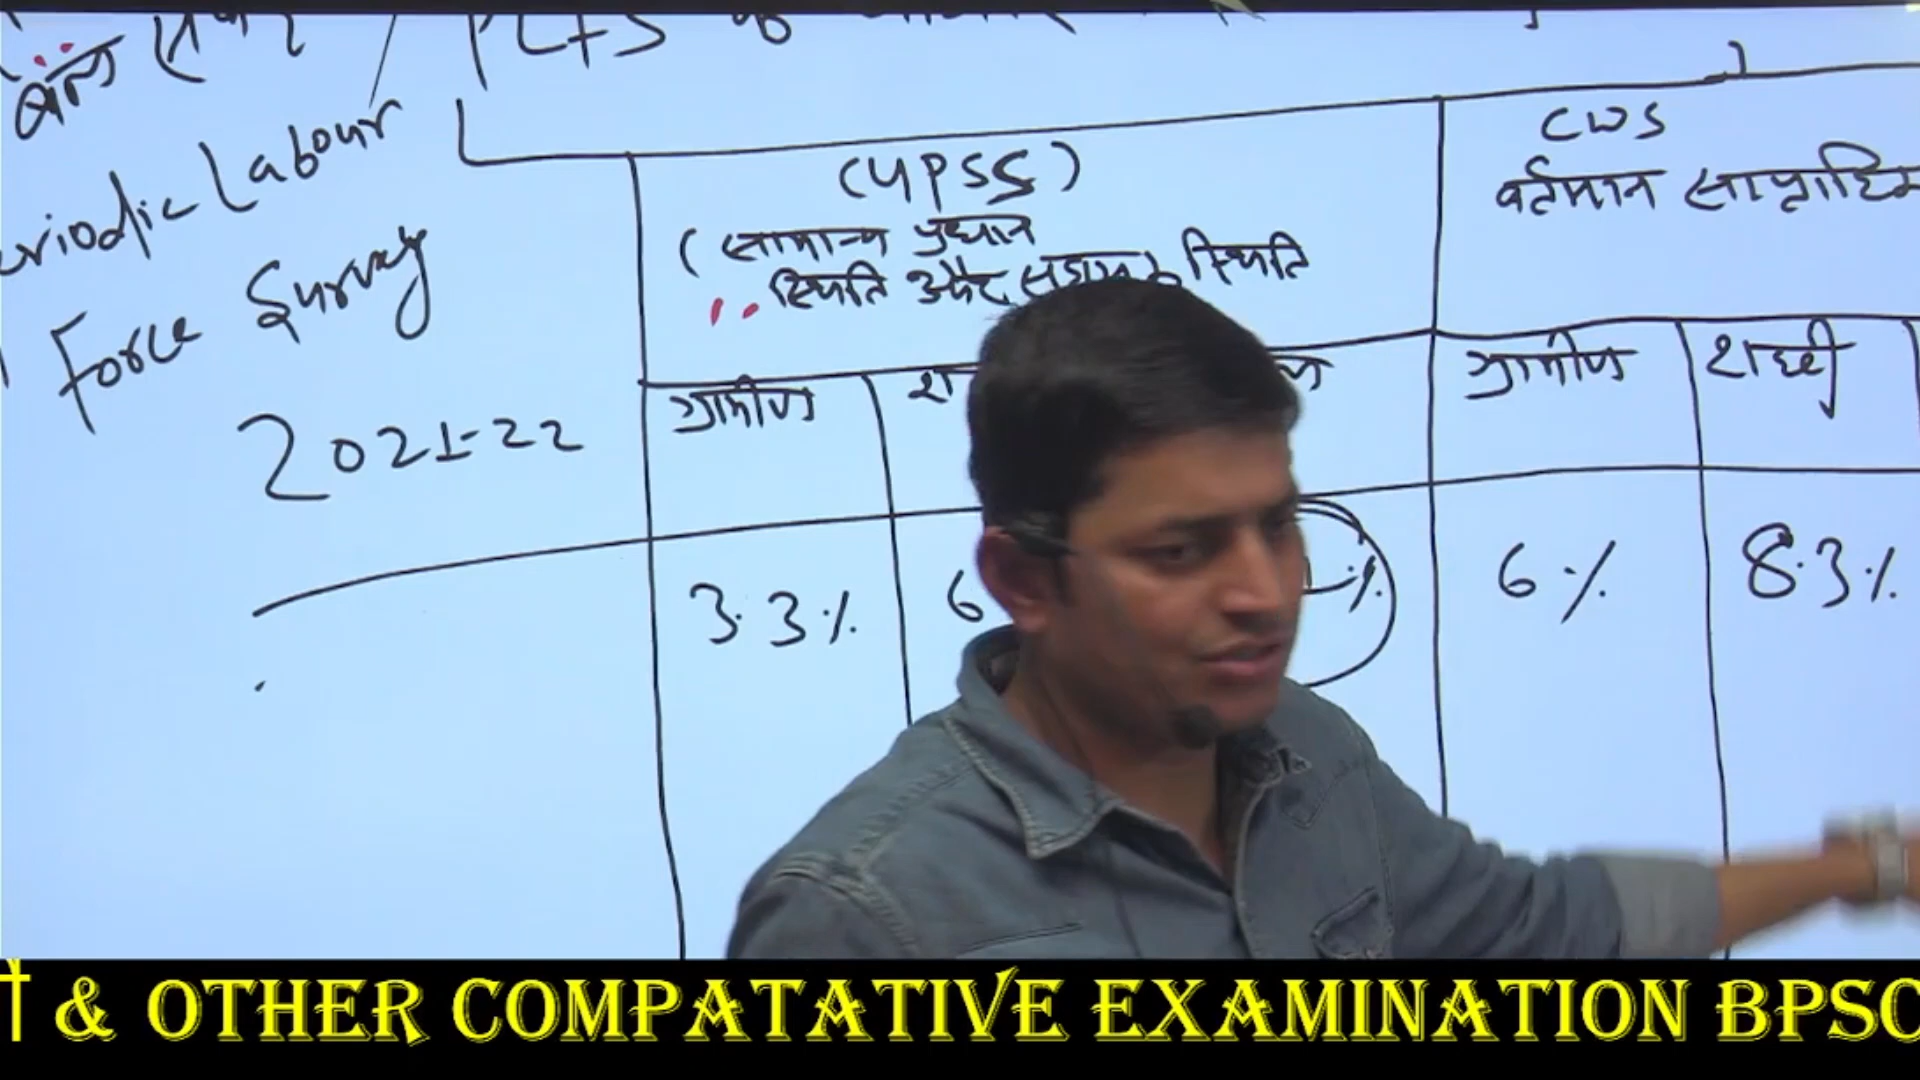 PLFS
Periodic Labour
Force Survey
2021-22
(UPSS)
(सामान्य प्रधान
स्थिति और सहायक स्थिति
CWS
वर्तमान साप्ताहिक
ग्रामीण
ग्रामीण शहरी
3.3% 6 % 6% 8.3%
& OTHER COMPATATIVE EXAMINATION BPSC